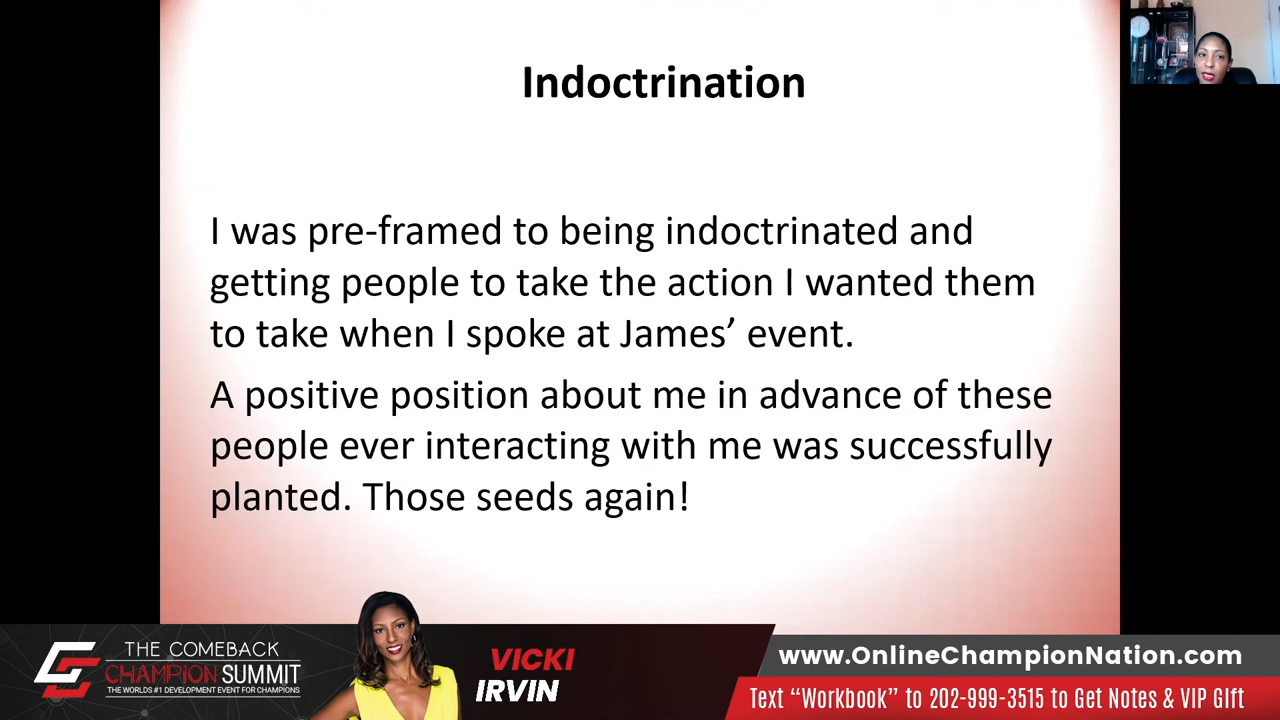 Indoctrination
I was pre-framed to being indoctrinated and
getting people to take the action I wanted them
to take when I spoke at James’ event.
A positive position about me in advance of these
people ever interacting with me was successfully
planted. Those seeds again!
THE COMEBACK
CHAMPION SUMMIT
THE WORLDS #1 DEVELOPMENT EVENT FOR CHAMPIONS
VICKI
IRVIN
www.OnlineChampionNation.com
Text “Workbook” to 202-999-3515 to Get Notes & VIP GIft